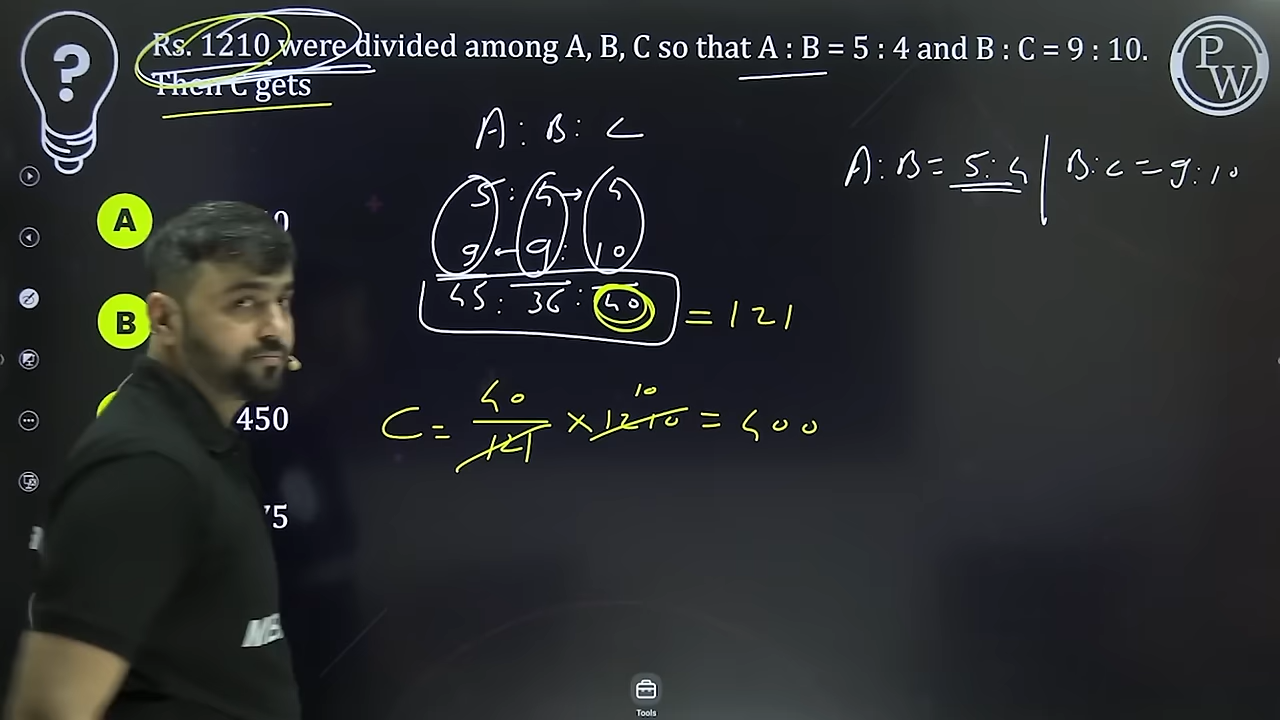 Rs. 1210 were divided among A, B, C so that A : B = 5 : 4 and B : C = 9 : 10.
Then C gets
P
W
A : B : C
A : B = 5 : 4 | B : C = 9 : 10
5 : 4 → 4
9 ← 9 : 10
45 : 36 : 40 = 121
A
B
C = 40/121 × 1210 = 400
10
450
Tools